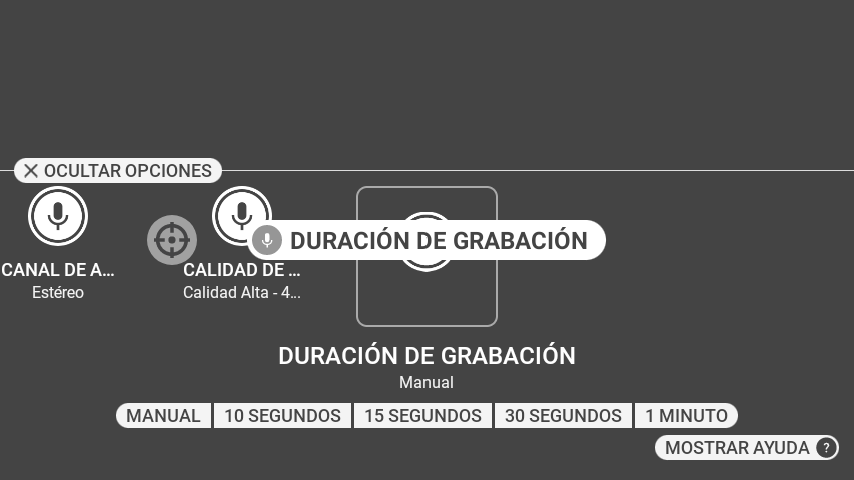 OCULTAR OPCIONES
DURACIÓN DE GRABACIÓN
CANAL DE A...
CALIDAD DE ...
Estéreo
Calidad Alta - 4...
DURACIÓN DE GRABACIÓN
Manual
MANUAL
10 SEGUNDOS
15 SEGUNDOS
30 SEGUNDOS
1 MINUTO
MOSTRAR AYUDA ?